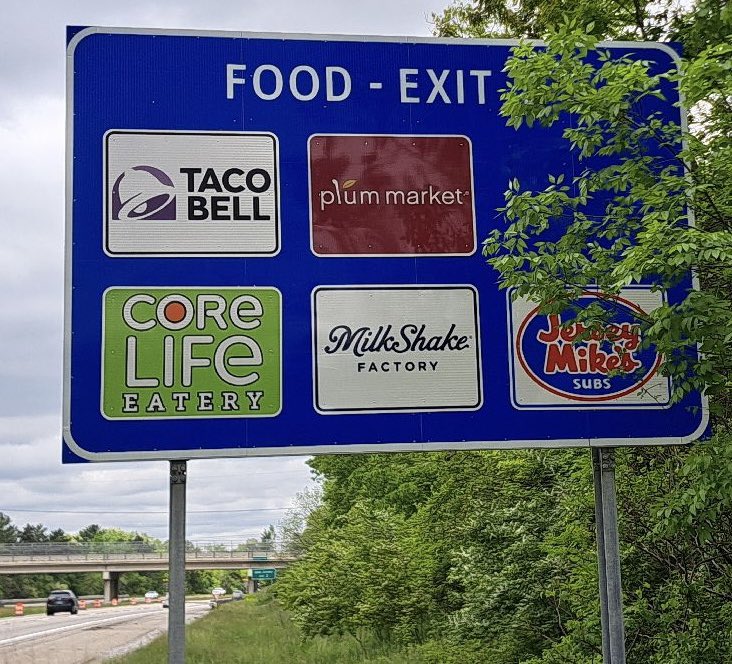 FOOD - EXIT
TACO
BELL
plum market
CORe
LIFe
EATERY
MilkShake
FACTORY
Jersey
Mike's
SUBS